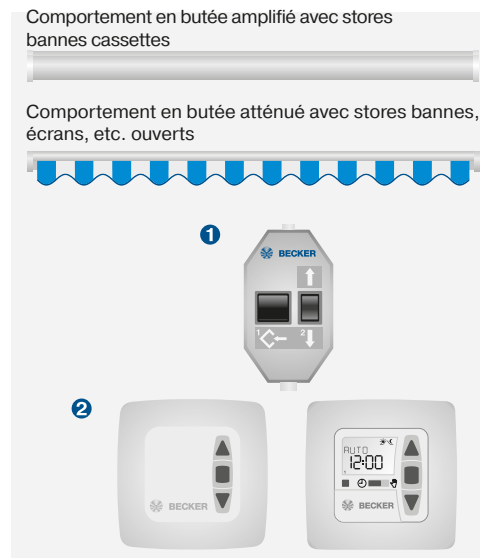 Comportement en butée amplifié avec stores
bannes cassettes
Comportement en butée atténué avec stores bannes,
écrans, etc. ouverts
1
BECKER
1 2
2
AUTO
12:00
BECKER
BECKER